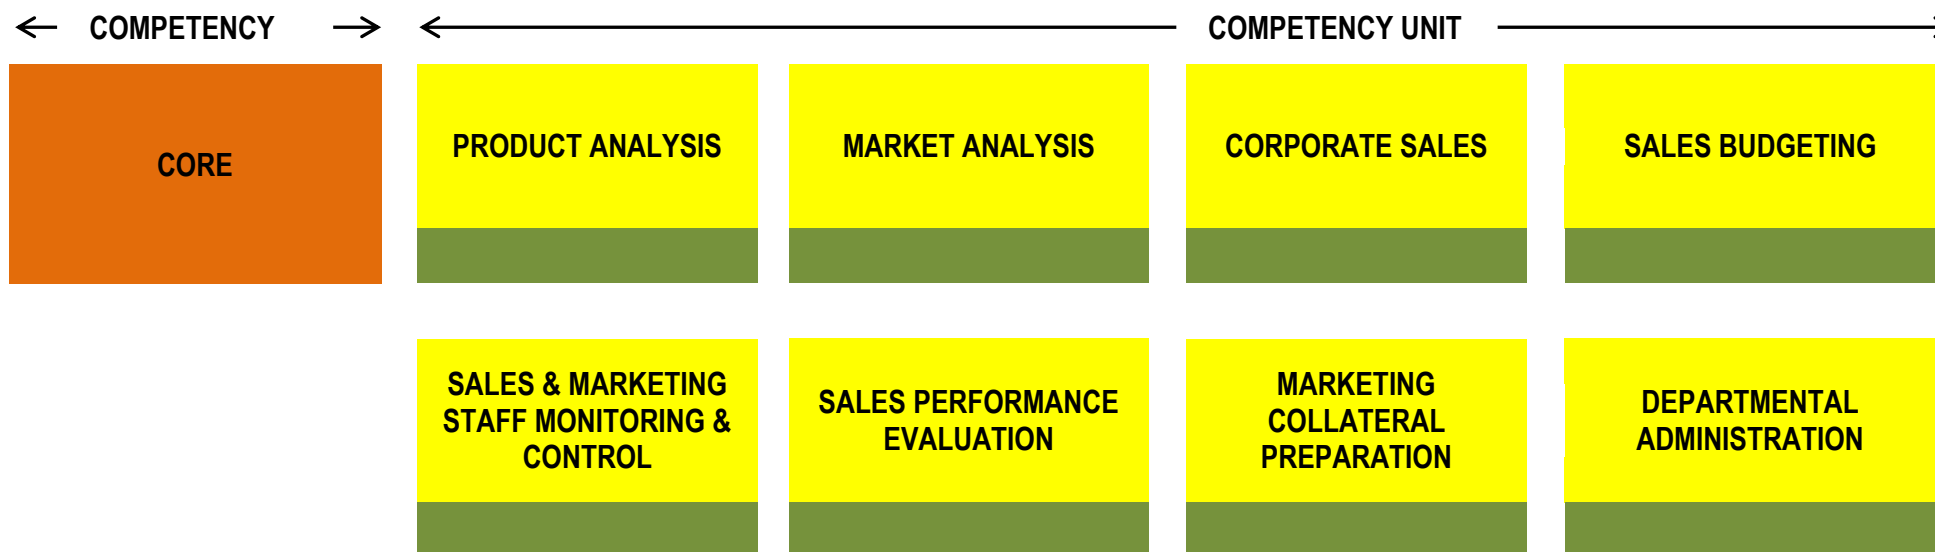 COMPETENCY
COMPETENCY UNIT
CORE
PRODUCT ANALYSIS
MARKET ANALYSIS
CORPORATE SALES
SALES BUDGETING
SALES & MARKETING
STAFF MONITORING &
CONTROL
SALES PERFORMANCE
EVALUATION
MARKETING
COLLATERAL
PREPARATION
DEPARTMENTAL
ADMINISTRATION